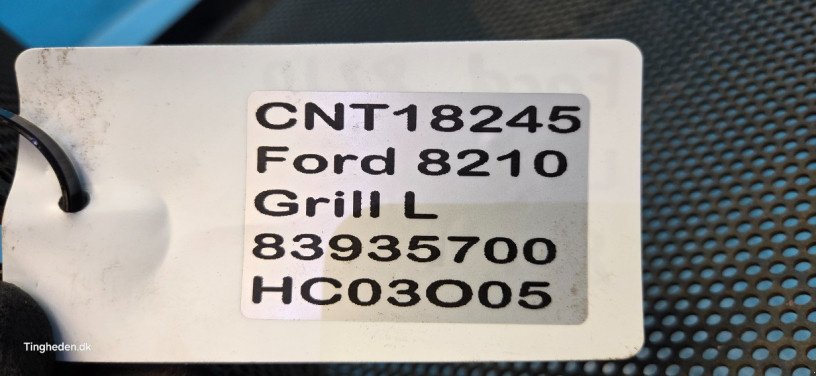 CNT18245
Ford 8210
Grill L
83935700
HC03O05
Tingheden.dk